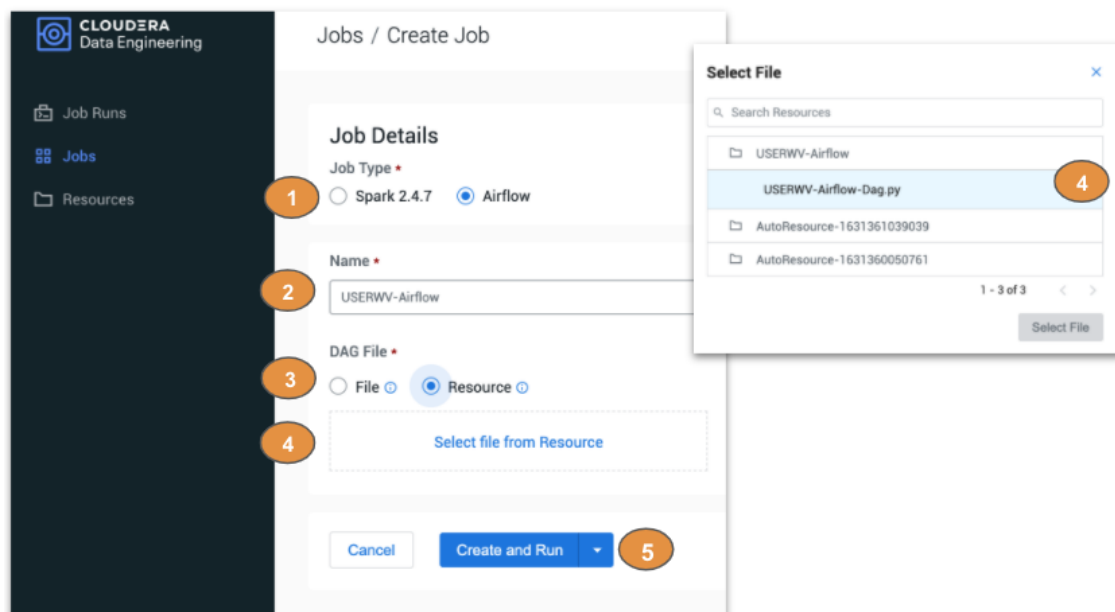 CLOUDERA
Data Engineering
Job Runs
Jobs
Resources
Jobs / Create Job
Job Details
Job Type *
1
Spark 2.4.7
Airflow
Name *
2
USERWV-Airflow
DAG File *
3
File
Resource
4
Select file from Resource
Cancel
Create and Run
5
Select File
×
Search Resources
USERWV-Airflow
USERWV-Airflow-Dag.py
4
AutoResource-1631361039039
AutoResource-1631360050761
1 - 3 of 3
< >
Select File